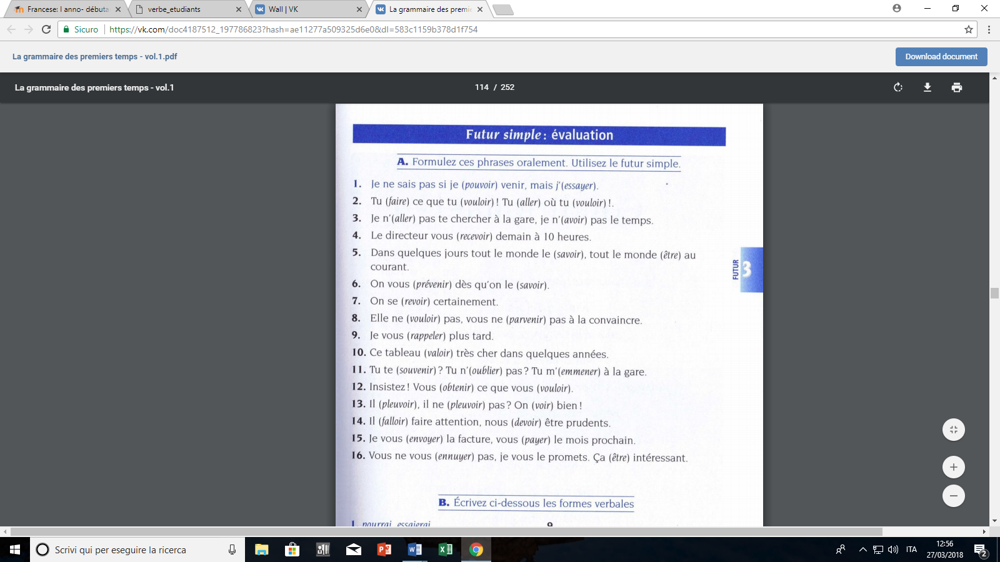 Francese: I anno- débuta
verbe_etudiants
Wall | VK
La grammaire des premie
Sicuro
https://vk.com/doc4187512_197786823?hash=ae11277a509325d6e0&dl=583c1159b378d1f754
La grammaire des premiers temps - vol.1.pdf
Download document
La grammaire des premiers temps - vol.1
114 / 252
Futur simple : évaluation
A. Formulez ces phrases oralement. Utilisez le futur simple.
1. Je ne sais pas si je (pouvoir) venir, mais j'(essayer).
2. Tu (faire) ce que tu (vouloir) ! Tu (aller) où tu (vouloir) !.
3. Je n'(aller) pas te chercher à la gare, je n'(avoir) pas le temps.
4. Le directeur vous (recevoir) demain à 10 heures.
5. Dans quelques jours tout le monde le (savoir), tout le monde (être) au
courant.
6. On vous (prévenir) dès qu'on le (savoir).
7. On se (revoir) certainement.
8. Elle ne (vouloir) pas, vous ne (parvenir) pas à la convaincre.
9. Je vous (rappeler) plus tard.
10. Ce tableau (valoir) très cher dans quelques années.
11. Tu te (souvenir) ? Tu n'(oublier) pas ? Tu m'(emmener) à la gare.
12. Insistez ! Vous (obtenir) ce que vous (vouloir).
13. Il (pleuvoir), il ne (pleuvoir) pas ? On (voir) bien !
14. Il (falloir) faire attention, nous (devoir) être prudents.
15. Je vous (envoyer) la facture, vous (payer) le mois prochain.
16. Vous ne vous (ennuyer) pas, je vous le promets. Ça (être) intéressant.
FUTUR
3
B. Écrivez ci-dessous les formes verbales
1. pourrai, essaierai
9
Scrivi qui per eseguire la ricerca
ITA
12:56
27/03/2018
2